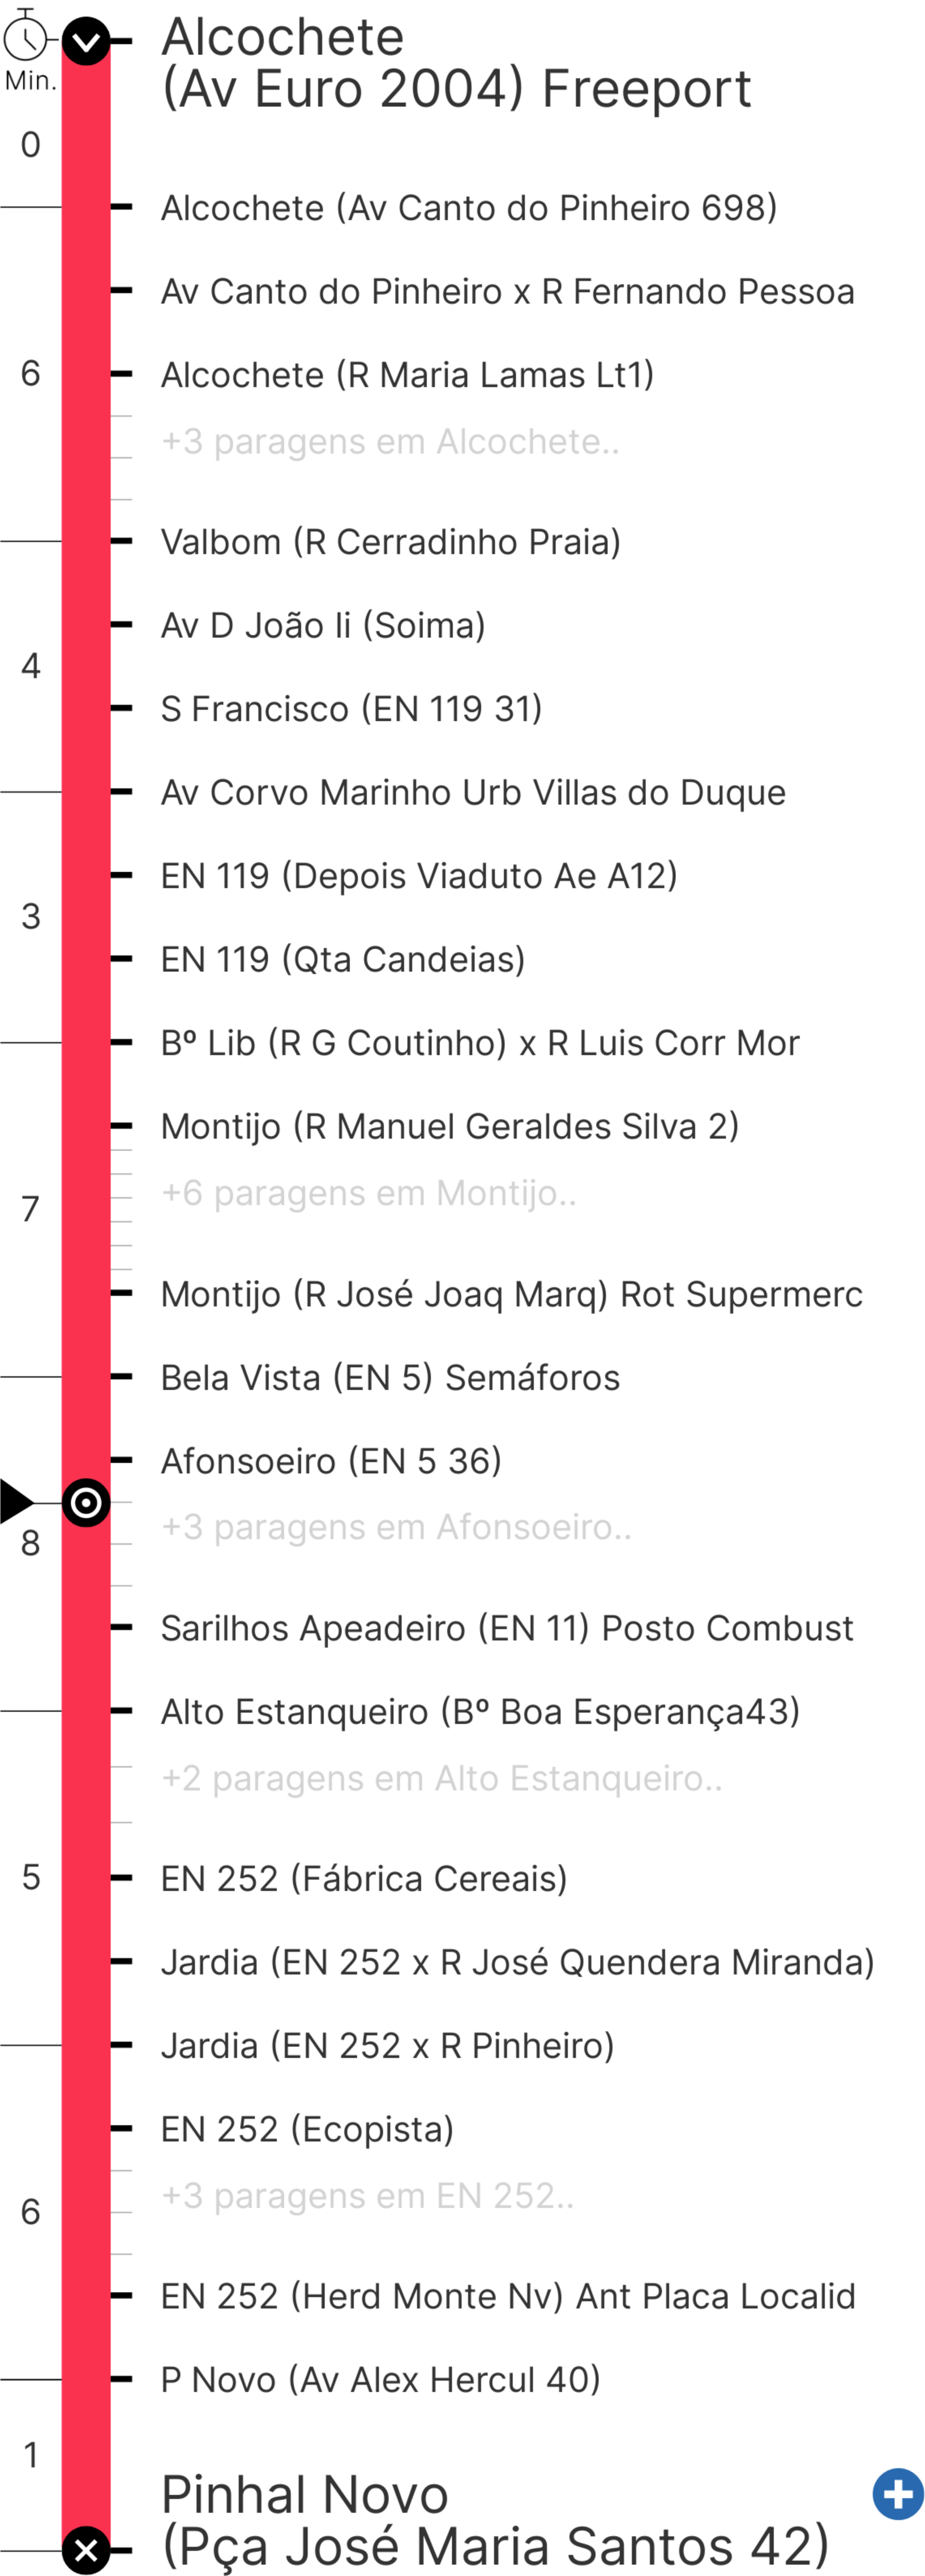 Alcochete
(Av Euro 2004) Freeport
Min.
0
Alcochete (Av Canto do Pinheiro 698)
Av Canto do Pinheiro x R Fernando Pessoa
6
Alcochete (R Maria Lamas Lt1)
+3 paragens em Alcochete..
Valbom (R Cerradinho Praia)
Av D João Ii (Soima)
4
S Francisco (EN 119 31)
Av Corvo Marinho Urb Villas do Duque
EN 119 (Depois Viaduto Ae A12)
3
EN 119 (Qta Candeias)
Bº Lib (R G Coutinho) x R Luis Corr Mor
Montijo (R Manuel Geraldes Silva 2)
+6 paragens em Montijo..
7
Montijo (R José Joaq Marq) Rot Supermerc
Bela Vista (EN 5) Semáforos
Afonsoeiro (EN 5 36)
+3 paragens em Afonsoeiro..
8
Sarilhos Apeadeiro (EN 11) Posto Combust
Alto Estanqueiro (Bº Boa Esperança43)
+2 paragens em Alto Estanqueiro..
5
EN 252 (Fábrica Cereais)
Jardia (EN 252 x R José Quendera Miranda)
Jardia (EN 252 x R Pinheiro)
EN 252 (Ecopista)
+3 paragens em EN 252..
6
EN 252 (Herd Monte Nv) Ant Placa Localid
P Novo (Av Alex Hercul 40)
1
Pinhal Novo
(Pça José Maria Santos 42)